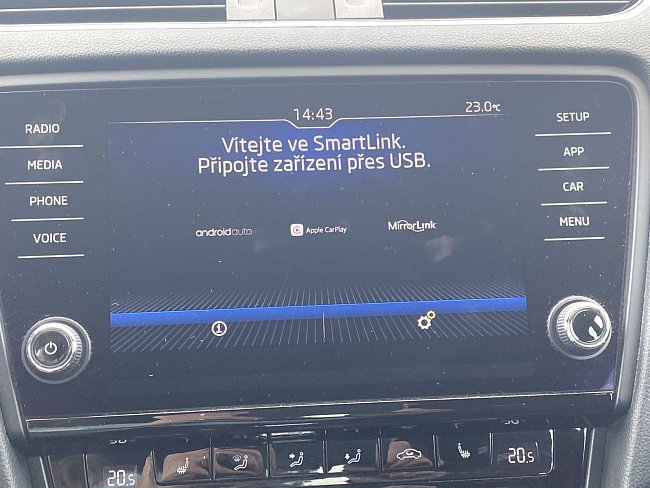 14:43
23.0°C
RADIO
MEDIA
PHONE
VOICE
Vítejte ve SmartLink.
Připojte zařízení přes USB.
androidauto
Apple CarPlay
MirrorLink
SETUP
APP
CAR
MENU
20.5
20.5